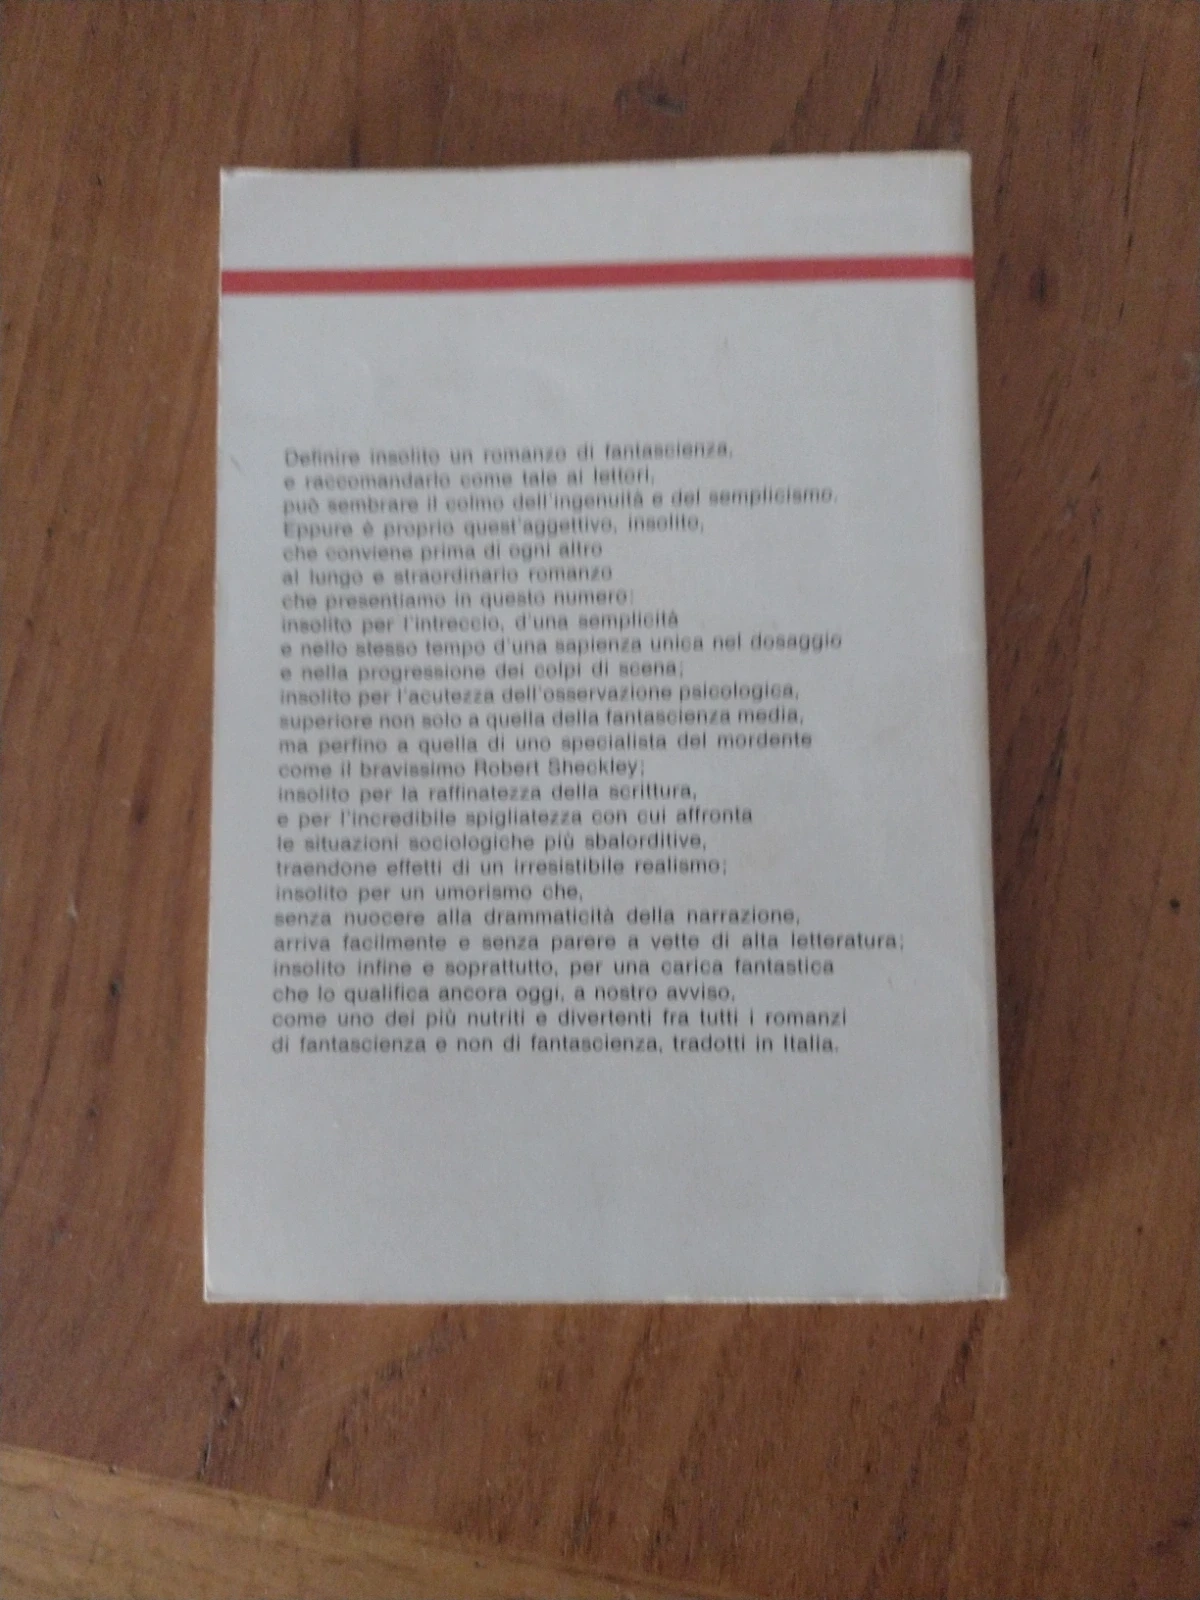 Definire insolito un romanzo di fantascienza,
e raccomandarlo come tale ai lettori,
può sembrare il colmo dell'ingenuità e del semplicismo.
Eppure è proprio quest'aggettivo, insolito,
che conviene prima di ogni altro
al lungo e straordinario romanzo
che presentiamo in questo numero:
insolito per l'intreccio, d'una semplicità
e nello stesso tempo d'una sapienza unica nel dosaggio
e nella progressione dei colpi di scena;
insolito per l'acutezza dell'osservazione psicologica,
superiore non solo a quella della fantascienza media,
ma perfino a quella di uno specialista del mordente
come il bravissimo Robert Sheckley;
insolito per la raffinatezza della scrittura,
e per l'incredibile spigliatezza con cui affronta
le situazioni sociologiche più sbalorditive,
traendone effetti di un irresistibile realismo;
insolito per un umorismo che,
senza nuocere alla drammaticità della narrazione,
arriva facilmente e senza parere a vette di alta letteratura;
insolito infine e soprattutto, per una carica fantastica
che lo qualifica ancora oggi, a nostro avviso,
come uno dei più nutriti e divertenti fra tutti i romanzi
di fantascienza e non di fantascienza, tradotti in Italia.